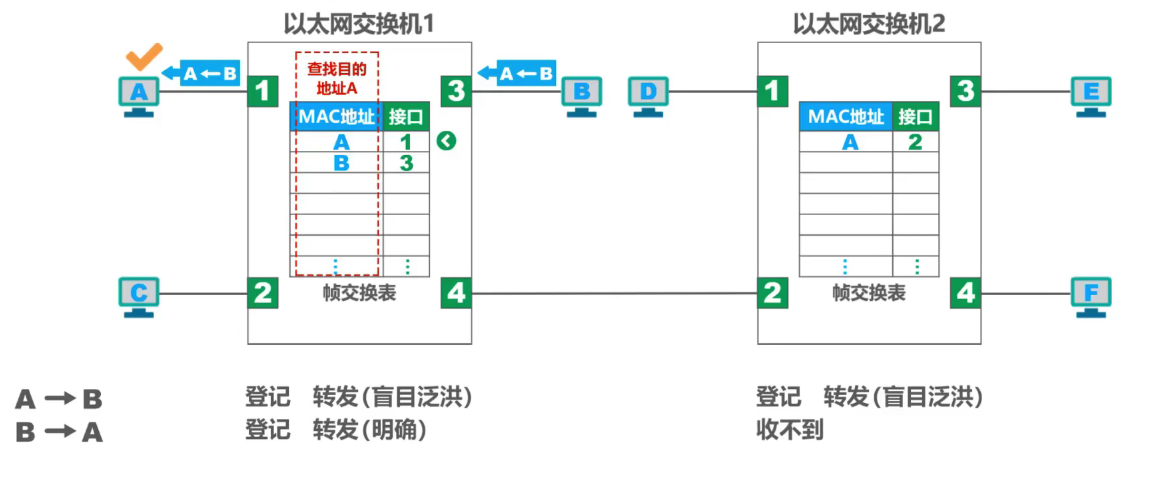 以太网交换机1
以太网交换机2
A←B
A←B
查找目的
地址A
A
1
3
B
D
1
3
E
MAC地址 接口
A 1
B 3
MAC地址 接口
A 2
C
2
帧交换表
4
2
帧交换表
4
F
A→B 登记 转发(盲目泛洪) 登记 转发(盲目泛洪)
B→A 登记 转发(明确) 收不到